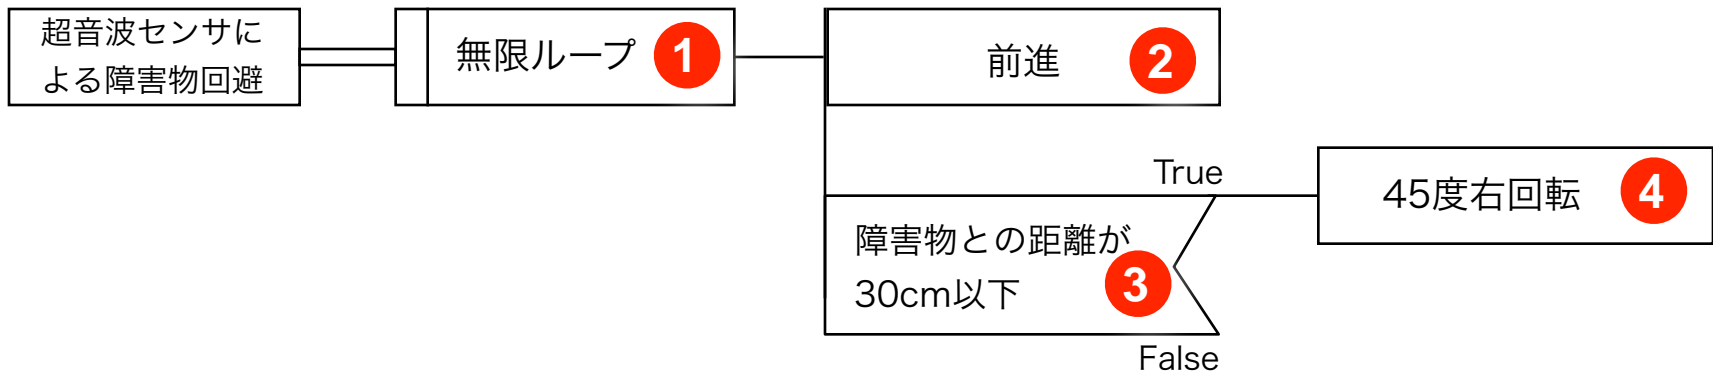 超音波センサに
よる障害物回避
無限ループ 1
前進 2
True
45度右回転 4
障害物との距離が
30cm以下 3
False